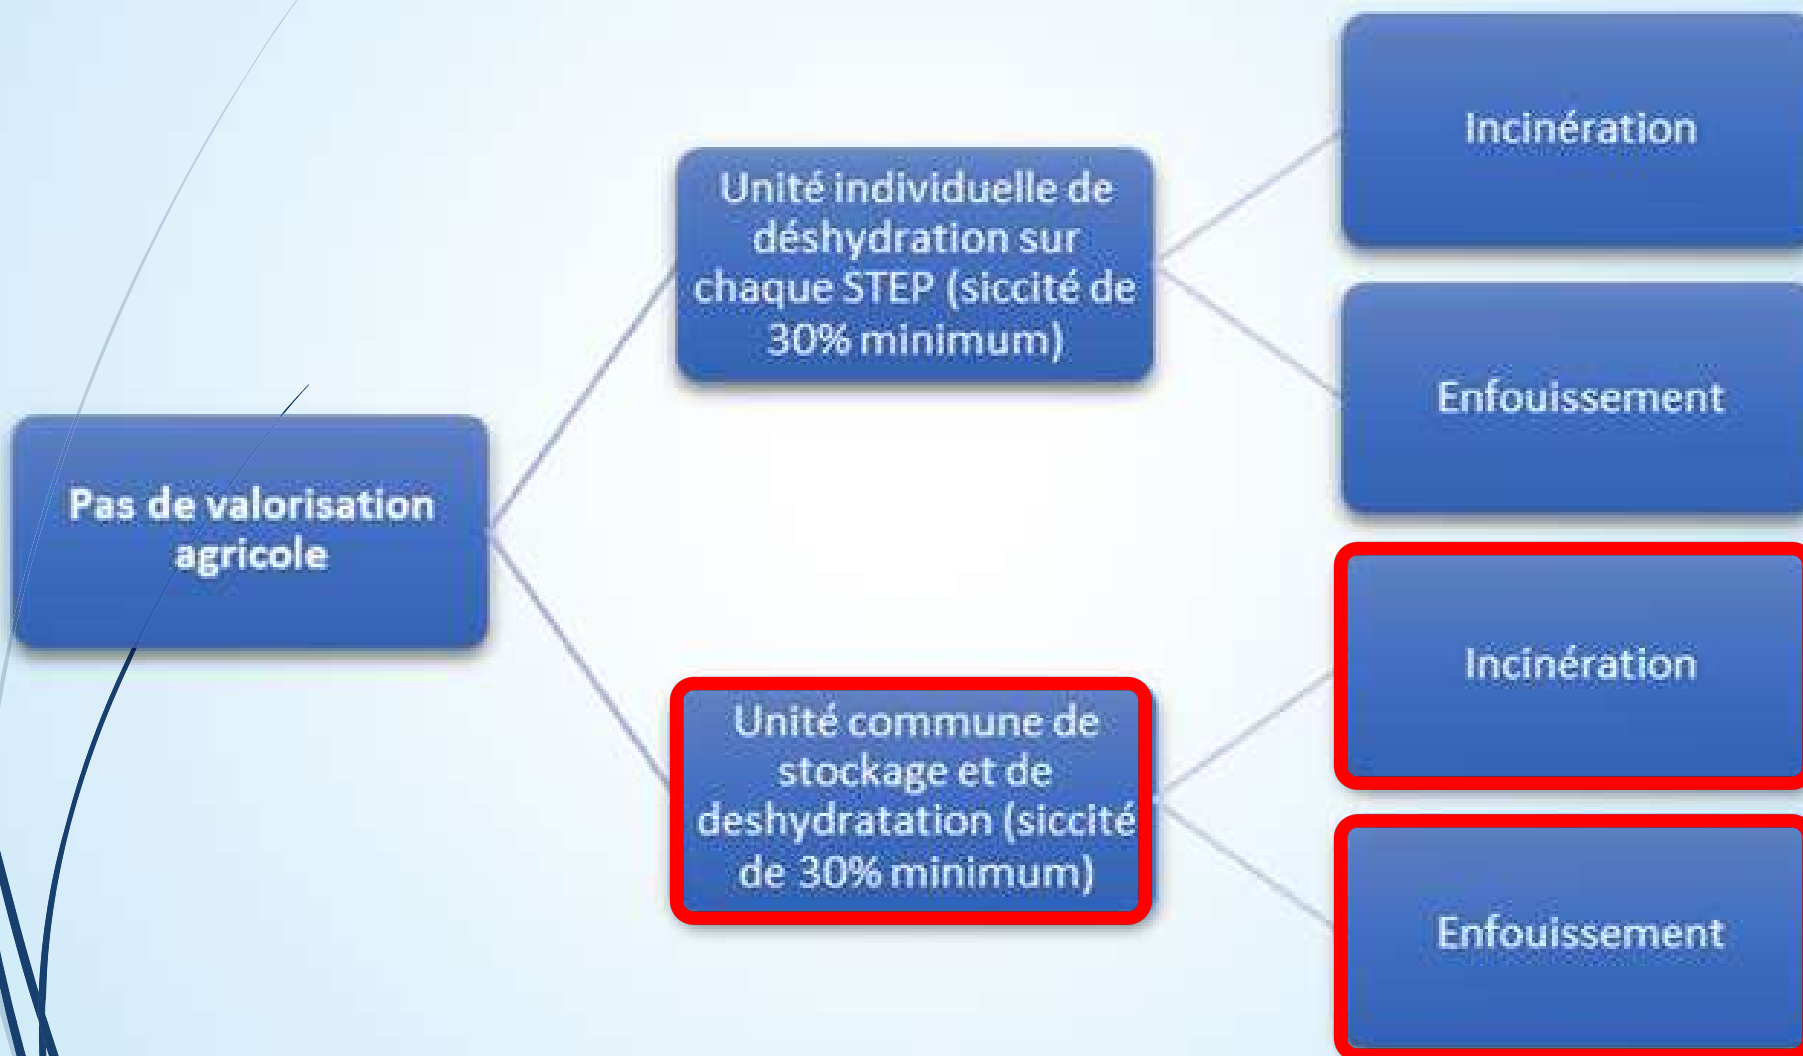 Pas de valorisation
agricole
Unité individuelle de
déshydration sur
chaque STEP (siccité de
30% minimum)
Incinération
Enfouissement
Unité commune de
stockage et de
deshydratation (siccité
de 30% minimum)
Incinération
Enfouissement